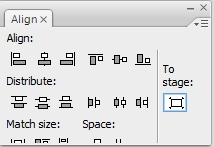 Align×
Align:
To
stage:
Distribute:
Match size: Space: